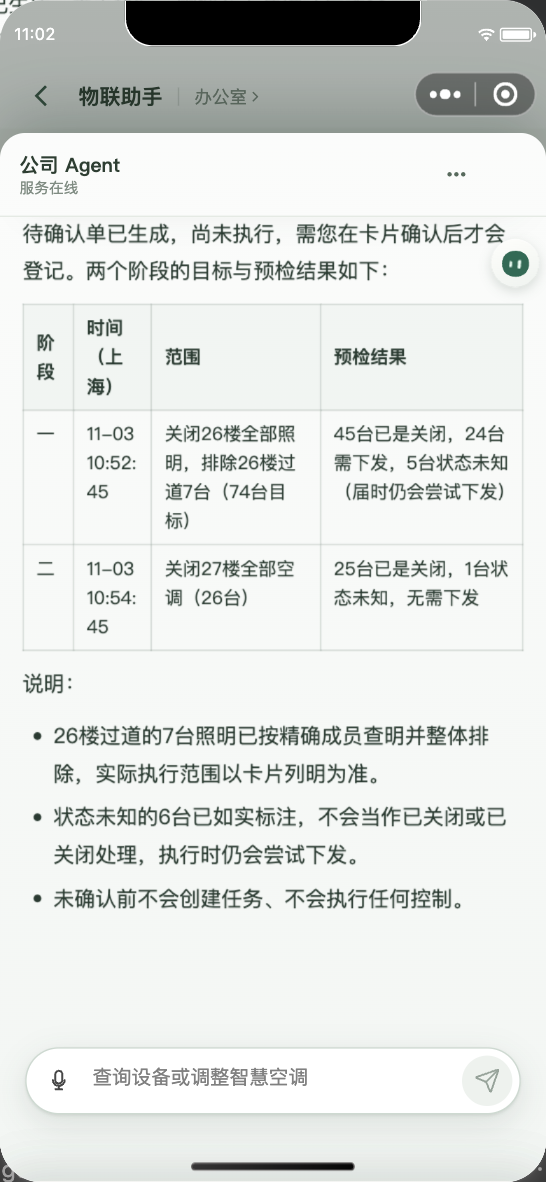 11:02
物联助手
办公室 >
公司 Agent
服务在线
待确认单已生成，尚未执行，需您在卡片确认后才会
登记。两个阶段的目标与预检结果如下：
阶段 时间（上海） 范围 预检结果
一 11-03 10:52:45 关闭26楼全部照明，排除26楼过道7台（74台目标） 45台已是关闭，24台需下发，5台状态未知（届时仍会尝试下发）
二 11-03 10:54:45 关闭27楼全部空调（26台） 25台已是关闭，1台状态未知，无需下发
说明：
• 26楼过道的7台照明已按精确成员查明并整体排
除，实际执行范围以卡片列明为准。
• 状态未知的6台已如实标注，不会当作已关闭或已
关闭处理，执行时仍会尝试下发。
• 未确认前不会创建任务、不会执行任何控制。
查询设备或调整智慧空调